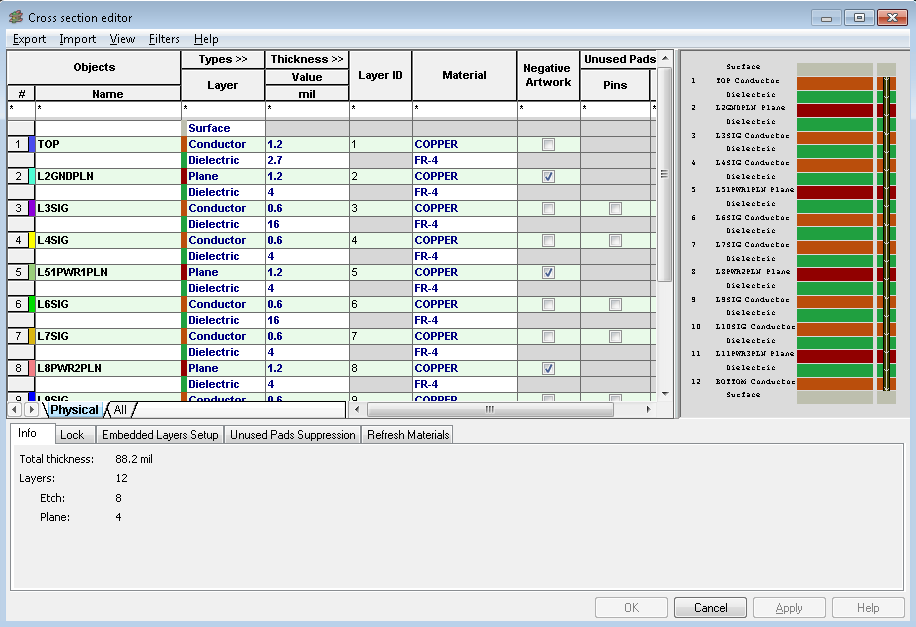 Cross section editor
Export Import View Filters Help
Objects Types >> Thickness >> Layer ID Material Negative Artwork Unused Pads
Layer Value Pins
# Name mil
* * * * * * * * *
Surface
1 TOP Conductor 1.2 1 COPPER
Dielectric 2.7 FR-4
2 L2GNDPLN Plane 1.2 2 COPPER
Dielectric 4 FR-4
3 L3SIG Conductor 0.6 3 COPPER
Dielectric 16 FR-4
4 L4SIG Conductor 0.6 4 COPPER
Dielectric 4 FR-4
5 L51PWR1PLN Plane 1.2 5 COPPER
Dielectric 4 FR-4
6 L6SIG Conductor 0.6 6 COPPER
Dielectric 16 FR-4
7 L7SIG Conductor 0.6 7 COPPER
Dielectric 4 FR-4
8 L8PWR2PLN Plane 1.2 8 COPPER
Dielectric 4 FR-4
9 L9SIG Conductor 0.6 9 COPPER
Physical All
Surface
1 TOP Conductor
Dielectric
2 L2GNDPLN Plane
Dielectric
3 L3SIG Conductor
Dielectric
4 L4SIG Conductor
Dielectric
5 L51PWR1PLN Plane
Dielectric
6 L6SIG Conductor
Dielectric
7 L7SIG Conductor
Dielectric
8 L8PWR2PLN Plane
Dielectric
9 L9SIG Conductor
Dielectric
10 L10SIG Conductor
Dielectric
11 L11PWR3PLN Plane
Dielectric
12 BOTTOM Conductor
Surface
Info Lock Embedded Layers Setup Unused Pads Suppression Refresh Materials
Total thickness: 88.2 mil
Layers: 12
Etch: 8
Plane: 4
OK Cancel Apply Help